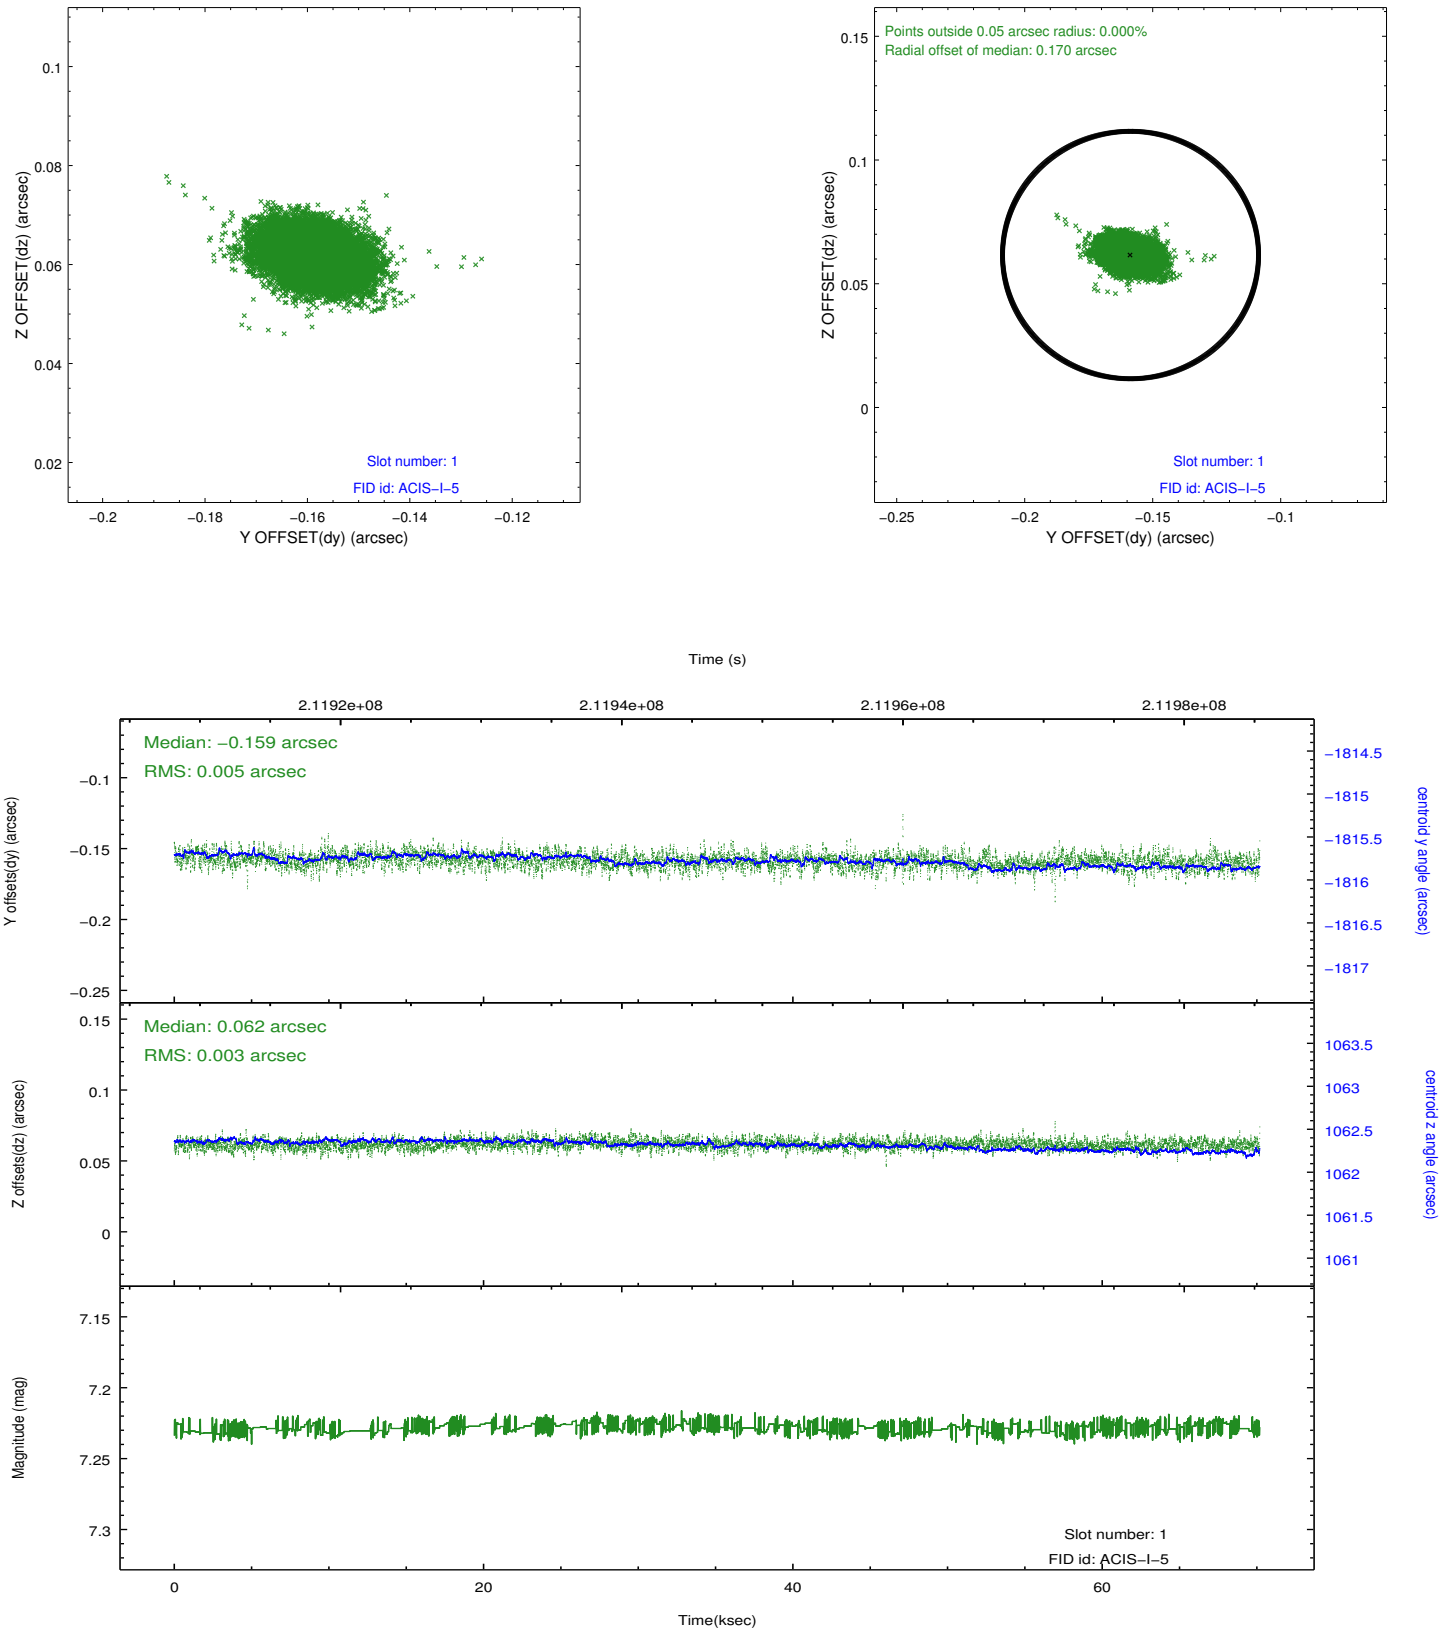 0.1
0.08
0.06
0.04
0.02
Z OFFSET(dz) (arcsec)
Slot number: 1
FID id: ACIS−I−5
−0.2 −0.18 −0.16 −0.14 −0.12
Y OFFSET(dy) (arcsec)
Points outside 0.05 arcsec radius: 0.000%
Radial offset of median: 0.170 arcsec
0.15
0.1
0.05
0
Z OFFSET(dz) (arcsec)
Slot number: 1
FID id: ACIS−I−5
−0.25 −0.2 −0.15 −0.1
Y OFFSET(dy) (arcsec)
Time (s)
2.1192e+08 2.1194e+08 2.1196e+08 2.1198e+08
Median: −0.159 arcsec
RMS: 0.005 arcsec
−0.1
−0.15
−0.2
−0.25
Y offsets(dy) (arcsec)
−1814.5
−1815
−1815.5
−1816
−1816.5
−1817
centroid y angle (arcsec)
Median: 0.062 arcsec
RMS: 0.003 arcsec
0.15
0.1
0.05
0
Z offsets(dz) (arcsec)
1063.5
1063
1062.5
1062
1061.5
1061
centroid z angle (arcsec)
7.15
7.2
7.25
7.3
Magnitude (mag)
Slot number: 1
FID id: ACIS−I−5
0 20 40 60
Time(ksec)